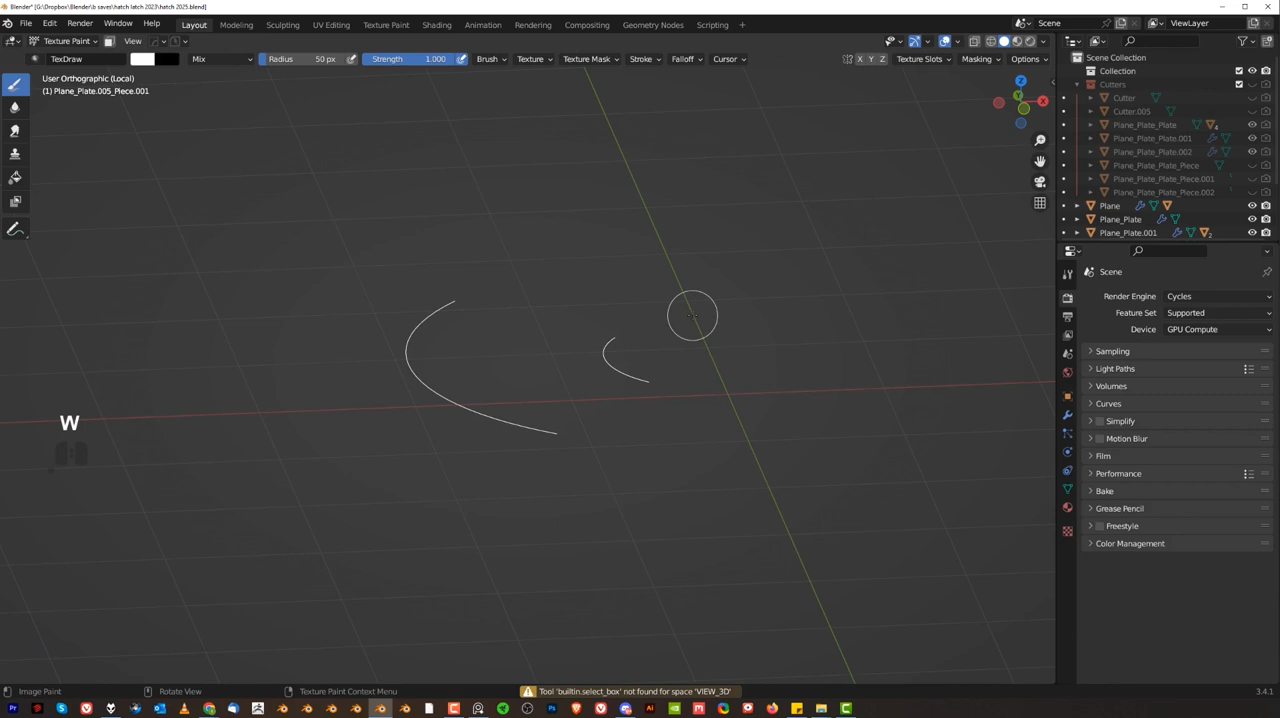 Blender* [G:\Dropbox\Blender\b saves\hatch latch 2023\hatch 2025.blend]
File Edit Render Window Help Layout Modeling Sculpting UV Editing Texture Paint Shading Animation Rendering Compositing Geometry Nodes Scripting + Scene ViewLayer
Texture Paint View
TexDraw Mix Radius 50 px Strength 1.000 Brush Texture Texture Mask Stroke Falloff Cursor X Y Z Texture Slots Masking Options
User Orthographic (Local)
(1) Plane_Plate.005_Piece.001
Z
Y
X
W
Scene Collection
Collection
Cutters
Cutter
Cutter.005
Plane_Plate_Plate 4
Plane_Plate_Plate.001
Plane_Plate_Plate.002
Plane_Plate_Plate_Piece
Plane_Plate_Plate_Piece.001
Plane_Plate_Plate_Piece.002
Plane
Plane_Plate
Plane_Plate.001 2
Scene
Render Engine Cycles
Feature Set Supported
Device GPU Compute
Sampling
Light Paths
Volumes
Curves
Simplify
Motion Blur
Film
Performance
Bake
Grease Pencil
Freestyle
Color Management
Image Paint Rotate View Texture Paint Context Menu Tool 'builtin.select_box' not found for space 'VIEW_3D' 3.4.1
Pr Ps Ai